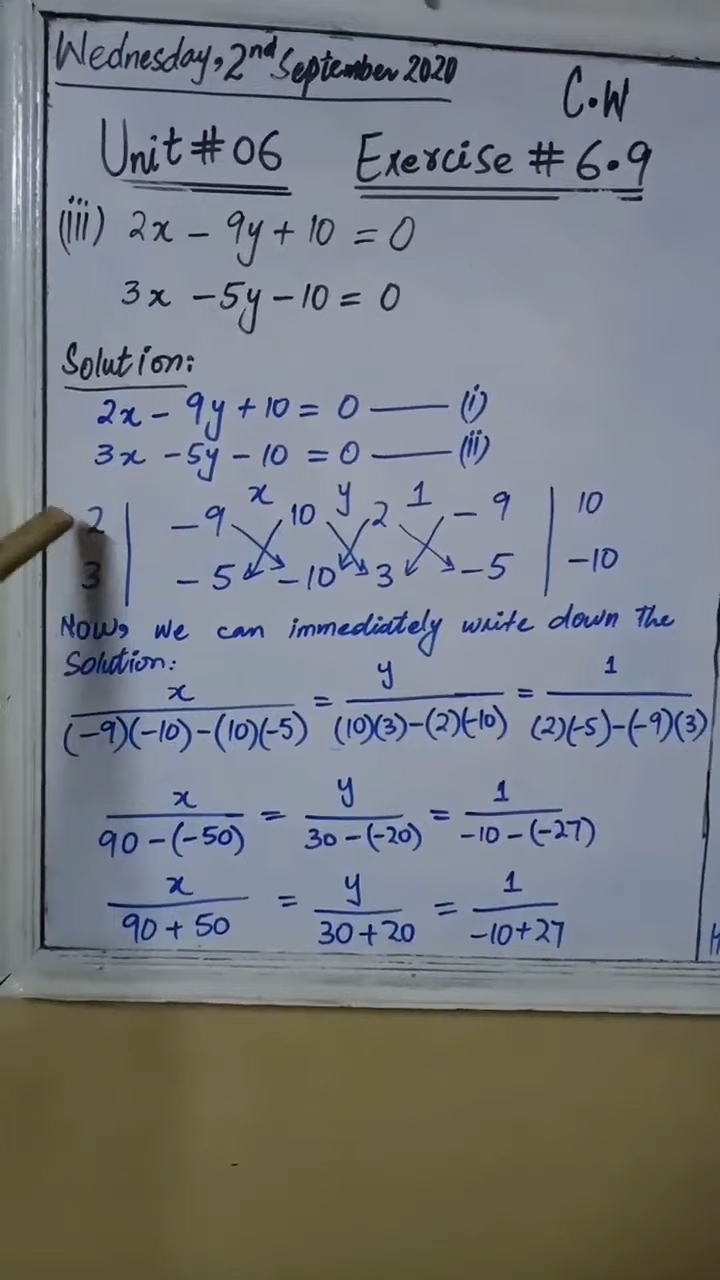 Wednesday, 2nd September 2020
C.W
Unit # 06 Exercise # 6.9
(iii) 2x - 9y + 10 = 0
3x - 5y - 10 = 0
Solution:
2x - 9y + 10 = 0 —— (i)
3x - 5y - 10 = 0 —— (ii)
x y 1
2 | -9 10 2 -9 | 10
3 | -5 -10 3 -5 | -10
Now, we can immediately write down the
Solution:
x/((-9)(-10)-(10)(-5)) = y/((10)(3)-(2)(-10)) = 1/((2)(-5)-(-9)(3))
x/(90-(-50)) = y/(30-(-20)) = 1/(-10-(-27))
x/(90+50) = y/(30+20) = 1/(-10+27)